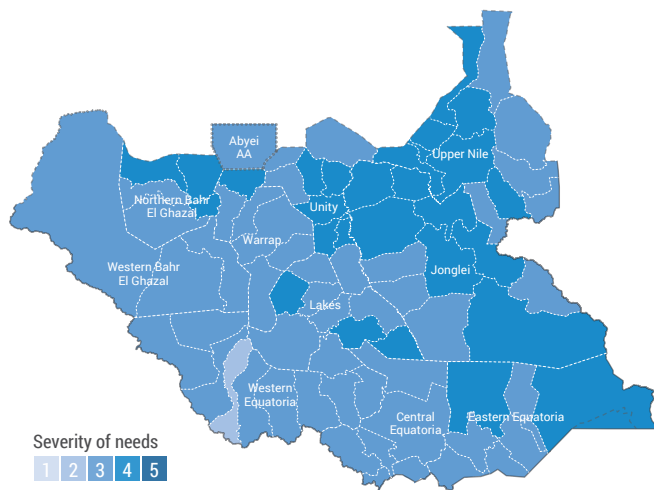 Abyei
AA
Upper Nile
Northern Bahr
El Ghazal
Unity
Warrap
Western Bahr
El Ghazal
Jonglei
Lakes
Western
Equatoria
Central
Equatoria
Eastern Equatoria
Severity of needs
1 2 3 4 5